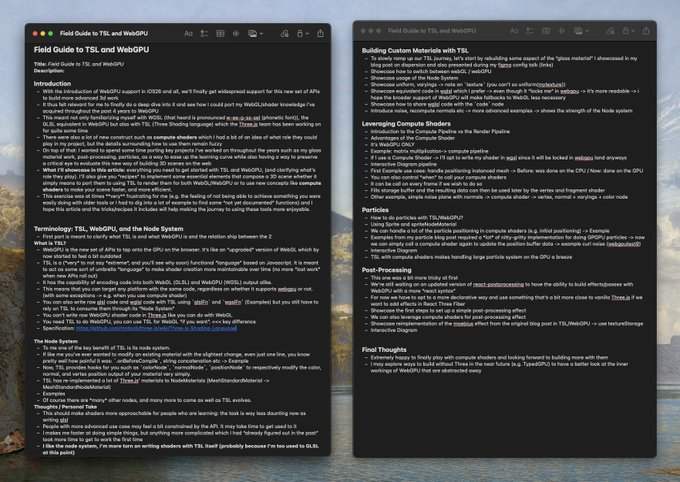 Field Guide to TSL and WebGPU
Field Guide to TSL and WebGPU
Title: Field Guide to TSL and WebGPU
Description:
Introduction
- With the introduction of WebGPU support in iOS26 and all, we'll finally get widespread support for this new set of APIs
to build more advanced 3d work
- It thus felt relevant for me to finally do a deep dive into it and see how I could port my WebGL/shader knowledge I've
acquired throughout the past 4 years to WebGPU
- This meant not only familiarizing myself with WGSL (that heard is pronounced w-ee-g-ss-sel (phonetic form)), the
GLSL equivalent in WebGPU but also with TSL (Three Shading language) which the Three.js team has been working on
for quite some time
- There were also a lot of new construct such as compute shaders which I had a bit of an idea of what role they could
play in my project, but the details surrounding how to use them remain fuzzy
- On top of that: I wanted to spend some time porting key projects I've worked on throughout the years such as my glass
material work, post-processing, particles, as a way to ease up the learning curve while also having a way to preserve
a critical eye to evaluate this new way of building 3D scenes on the web
- What I'll showcase in this article: everything you need to get started with TSL and WebGPU, (and clarifying what's
role they play). I'll also give you "recipes" to implement some essential elements that compose a 3D scene whether it
simply means to port them to using TSL to render them for both WebGL/WebGPU or to use new concepts like compute
shaders to make your scene faster, and more efficient.
- This exercise was at times **very** frustrating for me (e.g. the feeling of not being able to achieve something you were
easily doing with older tools or I had to dig into a lot of example to find some "not yet documented" functions) and I
hope this article and the tricks/recipes it includes will help making the journey to using these tools more enjoyable.
Terminology: TSL, WebGPU, and the Node System
- First part is meant to clarify what TSL is and what WebGPU is and the relation ship between the 2
What is TSL?
- WebGPU is the new set of APIs to tap onto the GPU on the browser. It's like an "upgraded" version of WebGL which by
now started to feel a bit outdated
- TSL is a (*very* to not say *extreme*, and you'll see why soon) functional "language" based on Javascript. It is meant
to act as some sort of umbrella "language" to make shader creation more maintainable over time (no more "lost work"
when new APIs roll out)
- It has the capability of encoding code into both WebGL (GLSL) and WebGPU (WGSL) output alike.
- This means that you can target any platform with the same code, regardless on whether it supports webgpu or not.
(with some exceptions -> e.g. when you use compute shader)
- You can write raw glsl code and wgsl code with TSL using `glslFn` and `wgslFn` (Examples) but you still have to
rely on TSL to consume them through its "Node System"
- You can't write raw WebGPU shader code in Three.js like you can do with WebGL
- You need TSL to do WebGPU, you can use TSL for WebGL *if you want* <<< key difference
- Specification: https://github.com/mrdoob/three.js/wiki/Three.js-Shading-Language
The Node System
- To me one of the key benefit of TSL is its node system.
- If like me you've ever wanted to modify an existing material with the slightest change, even just one line, you know
pretty well how painful it was: `onBeforeCompile`, string concatenation etc -> Example
- Now, TSL provides hooks for you such as `colorNode`, `normalNode`, `positionNode` to respectively modify the color,
normal, and vertex position output of your material very simply.
- TSL has re-implemented a lot of Three.js' materials to NodeMaterials (MeshStandardMaterial ->
MeshStandardNodeMaterial)
- Examples
- Of course there are *many* other nodes, and many more to come as well as TSL evolves.
Thoughts / Personal Take
- This should make shaders more approachable for people who are learning: the task is way less daunting now as
writing glsl
- People with more advanced use case may feel a bit constrained by the API. It may take time to get used to it
- It makes me faster at doing simple things, but anything more complicated which I had *already figured out in the past*
took more time to get to work the first time
- I like the node system, I'm more torn on writing shaders with TSL itself (probably because I'm too used to GLSL
at this point)
Field Guide to TSL and WebGPU
Building Custom Materials with TSL
- To slowly ramp up our TSL journey, let's start by rebuilding some aspect of the *glass material* I showcased in my
blog post on dispersion and also presented during my figma config talk (links)
- Showcase how to switch between webGL / webGPU
- Showcase usage of the Node System
- Showcase uniform, varyings -> note on `texture` (you can't so uniform(mytexture))
- Showcase equivalent code in wgsl which I prefer -> even though it *locks me* in webgpu -> it's more readable -> I
hope the broader support of WebGPU will make fallbacks to WebGL less necessary
- Showcase how to share wgsl code with the `code` node
- Introduce noise, recompute normals etc -> more advanced examples -> shows the strength of the Node system
Leveraging Compute Shaders
- Introduction to the Compute Pipeline vs the Render Pipeline
- Advantages of the Compute Shader
- It's WebGPU ONLY
- Example: matrix multiplication-> compute pipeline
- If I use a Compute Shader -> I'll opt to write my shader in wgsl since it will be locked in webgpu land anyways
- Interactive diagram
- Interactive pipeline
- First Example use case: handle positioning instanced mesh -> Before: was done on the CPU / Now: done on the GPU
- You can also control *when* to call your compute shader
- It can be call on every frame if we wish to do so
- Fills storage buffer and the resulting data can then be used later by the vertex and fragment shader
- Other example, simple plane with normals -> compute shader -> vertex, normal + varyings + color node
Particles
- How to do particles with TSL/WebGPU?
- Using Sprite and spriteNodeMaterial
- We can handle a lot of the particle positioning in compute shaders (e.g. initial positioning) -> Example
- Examples from my particle blog post required a *lot* of nitty-gritty implementation for doing GPGPU particles -> now
we can simply call a compute shader again to update the position buffer data -> example curl noise (webgputest9)
- Interactive Diagram
- TSL with compute shaders makes handling large particle system on the GPU a breeze,
Post-Processing
- This one was a bit more tricky at first
- We're still waiting on an updated version of react-postprocessing to have the ability to build effects/passes with
WebGPU with a more "react syntax"
- For now we have to opt to a more declarative way and use something that's bit more close to vanilla Three.js if we
want to add effects in React Three Fiber
- Showcase the first steps to set up a simple post-processing effect
- We can also leverage compute shaders for post-processing effect
- Showcase reimplementation of the moebius effect from the original blog post in TSL/WebGPU -> use textureStorage
- Interactive Diagram
Final Thoughts
- Extremely happy to finally play with compute shaders and looking forward to building more with them
- I may explore ways to build without Three in the near future (e.g. TypedGPU) to have a better look at the inner
workings of WebGPU that are abstracted away